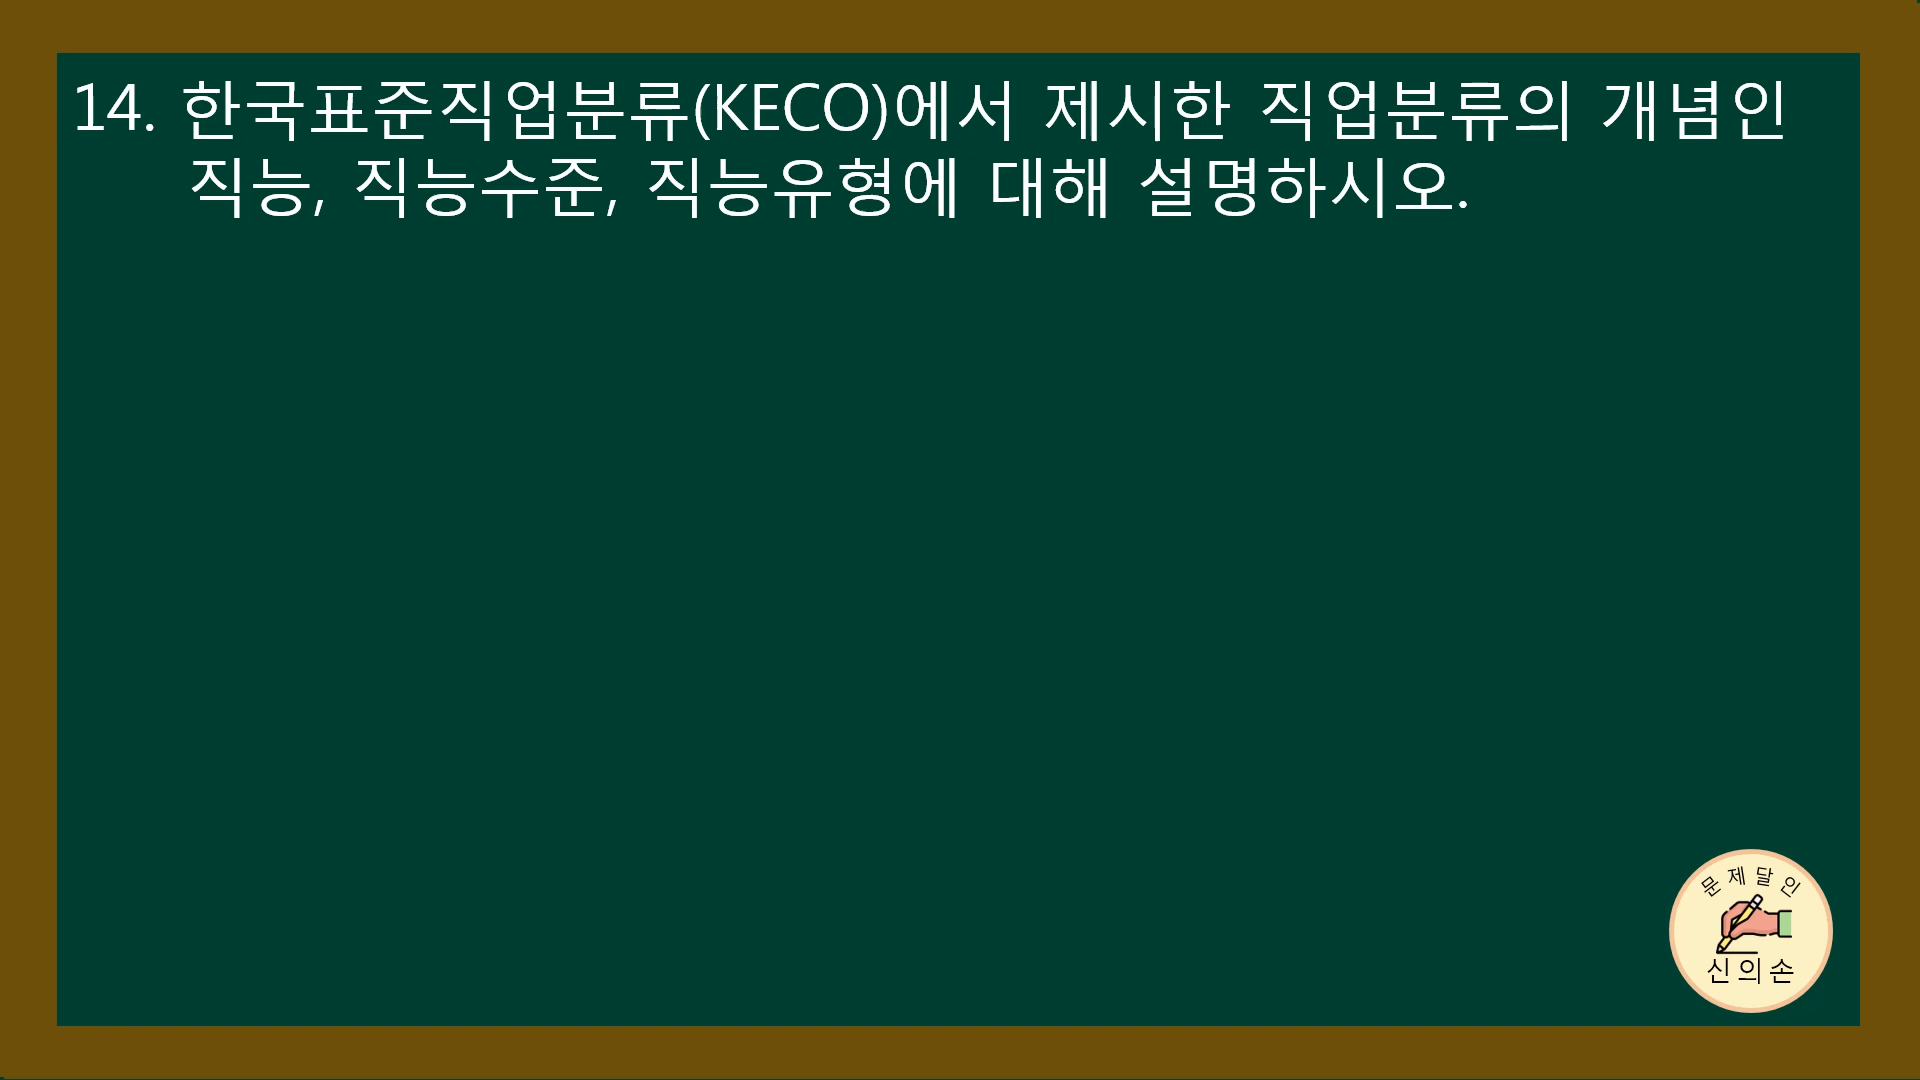 14. 한국표준직업분류(KECO)에서 제시한 직업분류의 개념인
직능, 직능수준, 직능유형에 대해 설명하시오.
문제달인
신의손